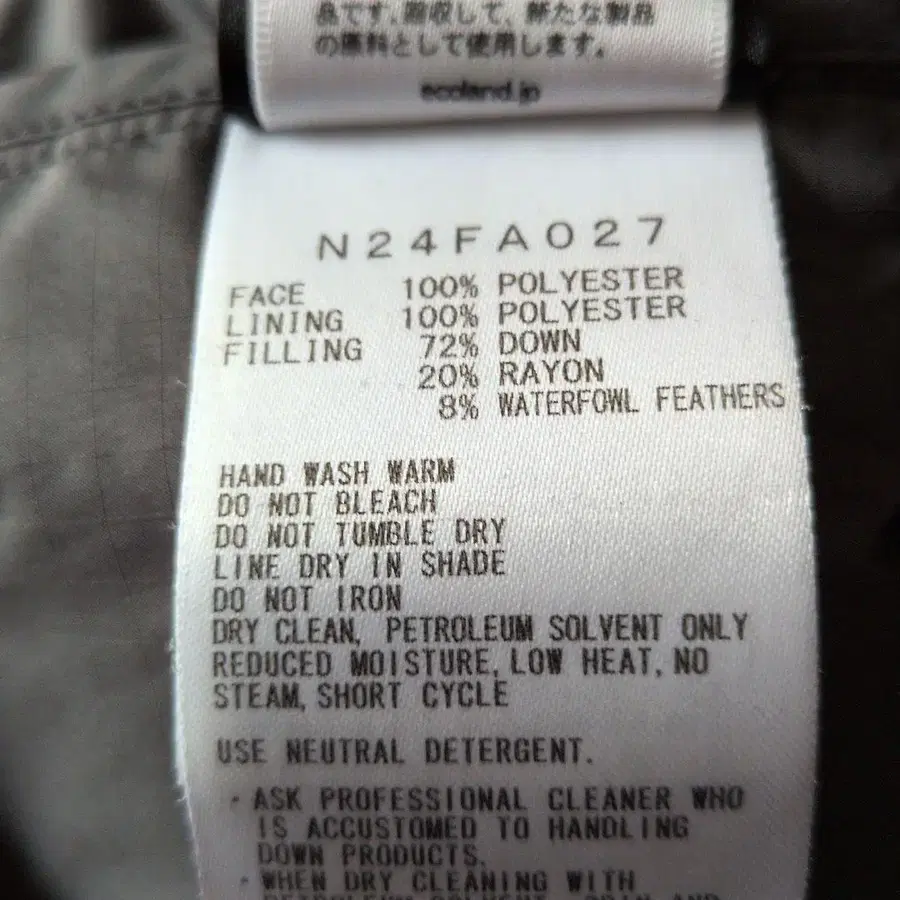 品です。回収して、新たな製品
の原料として使用します。
ecoland.jp
N24FA027
FACE 100% POLYESTER
LINING 100% POLYESTER
FILLING 72% DOWN
20% RAYON
8% WATERFOWL FEATHERS
HAND WASH WARM
DO NOT BLEACH
DO NOT TUMBLE DRY
LINE DRY IN SHADE
DO NOT IRON
DRY CLEAN, PETROLEUM SOLVENT ONLY
REDUCED MOISTURE, LOW HEAT, NO
STEAM, SHORT CYCLE
USE NEUTRAL DETERGENT.
・ASK PROFESSIONAL CLEANER WHO
IS ACCUSTOMED TO HANDLING
DOWN PRODUCTS.
・WHEN DRY CLEANING WITH